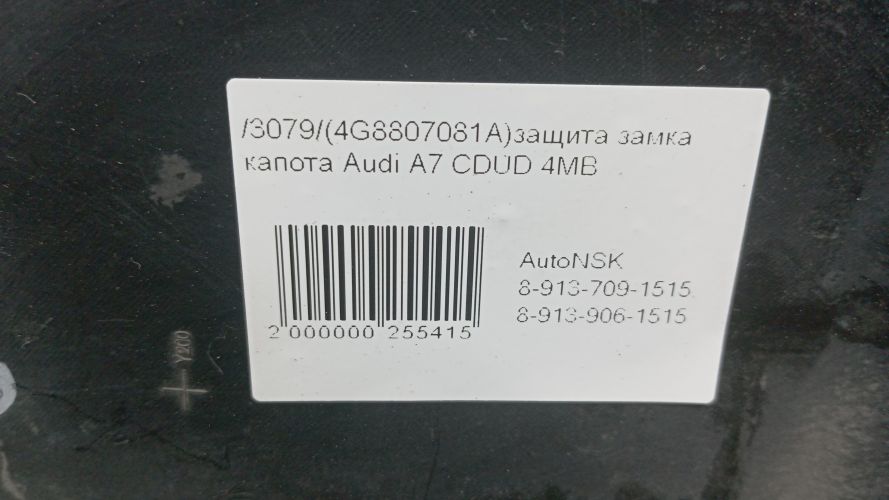 /3079/(4G8807081A)защита замка
капота Audi A7 CDUD 4MB
AutoNSK
8-913-709-1515
8-913-906-1515
2 000000 255415